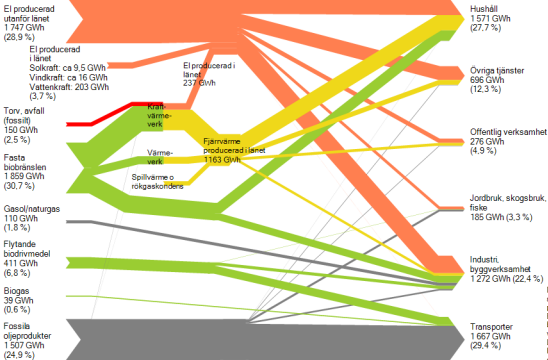 El producerad
utanför länet
1 747 GWh
(28,9 %)
El producerad
i länet
Solkraft: ca 9,5 GWh
Vindkraft: ca 16 GWh
Vattenkraft: 203 GWh
(3,7 %)
Torv, avfall
(fossilt)
150 GWh
(2.5 %)
Fasta
biobränslen
1 859 GWh
(30,7 %)
Gasol/naturgas
110 GWh
(1,8 %)
Flytande
biodrivmedel
411 GWh
(6.8 %)
Biogas
39 GWh
(0,6 %)
Fossila
oljeprodukter
1 507 GWh
(24,9 %)
Kraft-
värme-
verk
Värme-
verk
Spillvärme o
rökgaskondens
El producerad i
länet
237 GWh
Fjärrvärme
producerad i länet
1163 GWh
Hushåll
1 571 GWh
(27,7 %)
Övriga tjänster
696 GWh
(12,3 %)
Offentlig verksamhet
276 GWh
(4,9 %)
Jordbruk, skogsbruk,
fiske
185 GWh (3,3 %)
Industri,
byggverksamhet
1 272 GWh (22.4 %)
Transporter
1 667 GWh
(29,4 %)